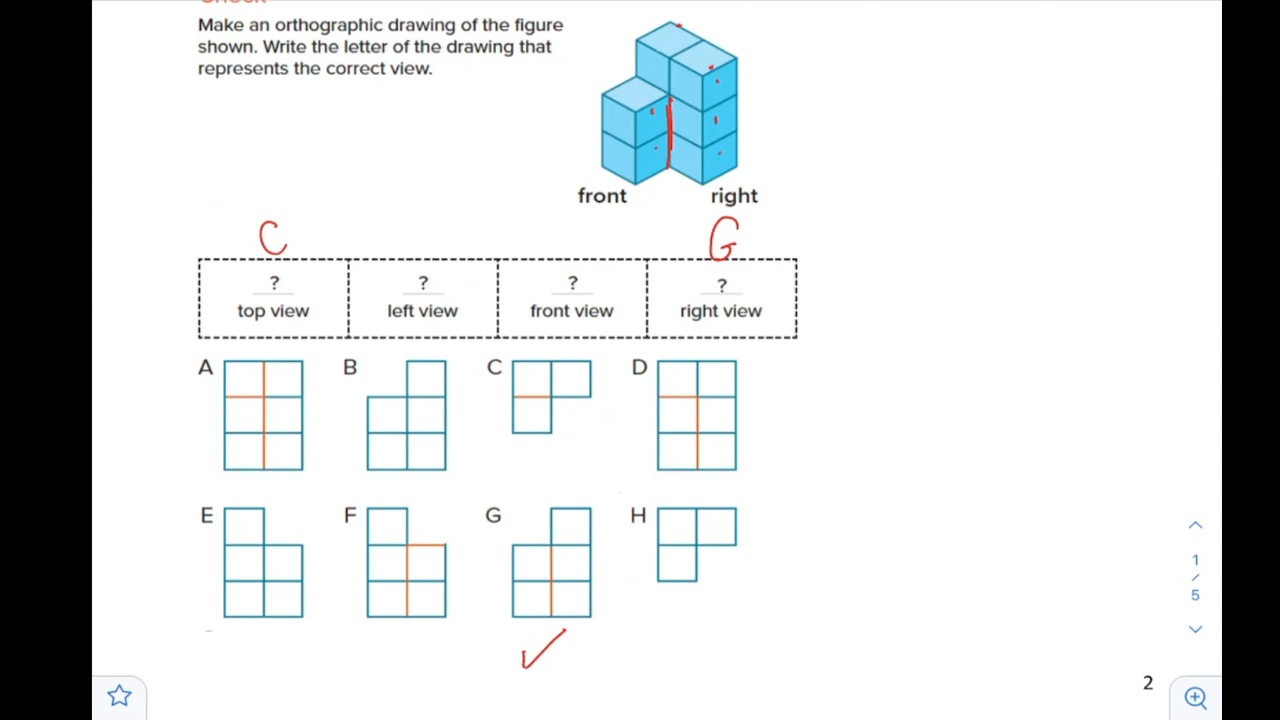 Make an orthographic drawing of the figure
shown. Write the letter of the drawing that
represents the correct view.
front right
C G
? ? ? ?
top view left view front view right view
A B C D
E F G H
1
/
5
2